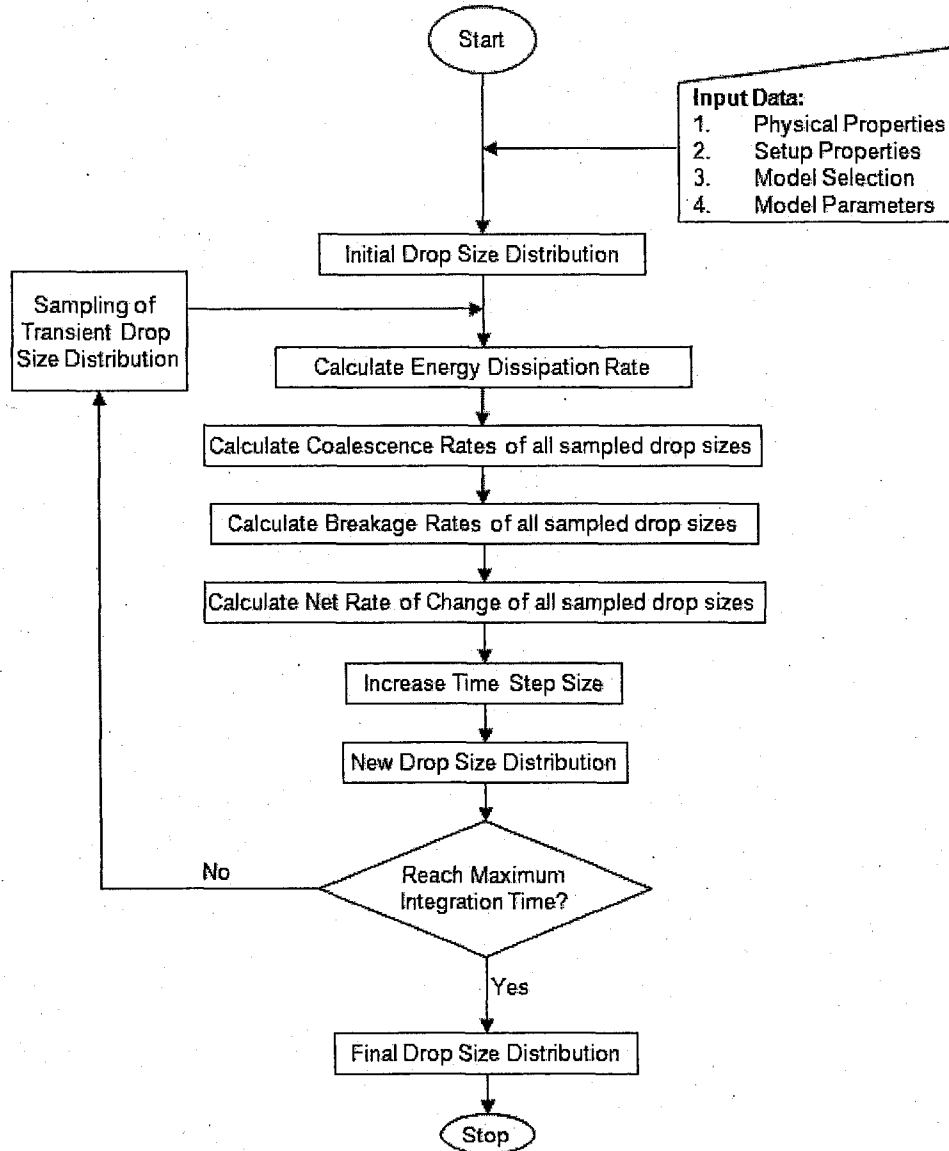 Start
Input Data:
1. Physical Properties
2. Setup Properties
3. Model Selection
4. Model Parameters
Initial Drop Size Distribution
Sampling of
Transient Drop
Size Distribution
Calculate Energy Dissipation Rate
Calculate Coalescence Rates of all sampled drop sizes
Calculate Breakage Rates of all sampled drop sizes
Calculate Net Rate of Change of all sampled drop sizes
Increase Time Step Size
New Drop Size Distribution
No
Reach Maximum
Integration Time?
Yes
Final Drop Size Distribution
Stop